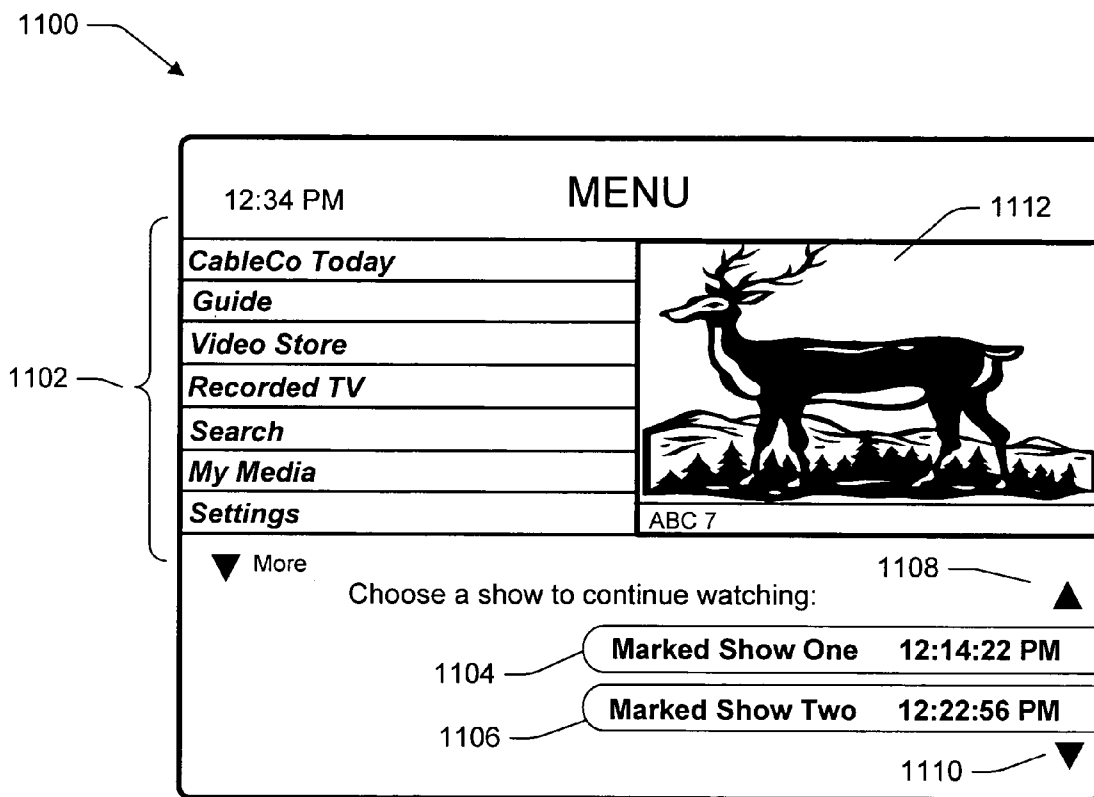 1100
12:34 PM
MENU
1112
CableCo Today
Guide
Video Store
Recorded TV
Search
My Media
Settings
1102
ABC 7
More
1108
Choose a show to continue watching:
Marked Show One 12:14:22 PM
1104
Marked Show Two 12:22:56 PM
1106
1110